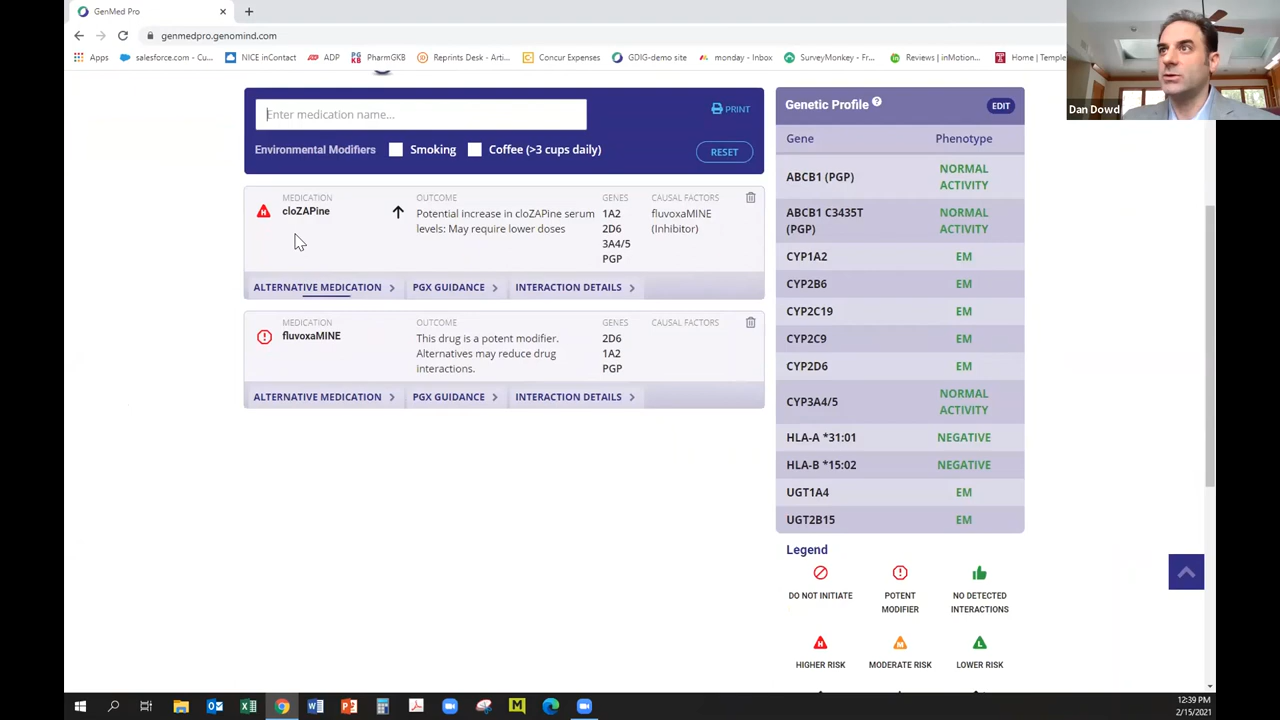 GenMed Pro
genmedpro.genomind.com
Apps
salesforce.com - Cu...
NICE inContact
ADP
PharmGKB
Reprints Desk - Arti...
Concur Expenses
GDIG-demo site
monday - Inbox
SurveyMonkey - Fr...
Reviews | inMotion...
Home | Temple
Dan Dowd
Enter medication name...
PRINT
Environmental Modifiers
Smoking
Coffee (>3 cups daily)
RESET
MEDICATION
OUTCOME
GENES
CAUSAL FACTORS
H
cloZAPine
Potential increase in cloZAPine serum
levels: May require lower doses
1A2
2D6
3A4/5
PGP
fluvoxaMINE
(Inhibitor)
ALTERNATIVE MEDICATION
PGX GUIDANCE
INTERACTION DETAILS
MEDICATION
OUTCOME
GENES
CAUSAL FACTORS
fluvoxaMINE
This drug is a potent modifier.
Alternatives may reduce drug
interactions.
2D6
1A2
PGP
ALTERNATIVE MEDICATION
PGX GUIDANCE
INTERACTION DETAILS
Genetic Profile
EDIT
Gene
Phenotype
ABCB1 (PGP)
NORMAL
ACTIVITY
ABCB1 C3435T
(PGP)
NORMAL
ACTIVITY
CYP1A2
EM
CYP2B6
EM
CYP2C19
EM
CYP2C9
EM
CYP2D6
EM
CYP3A4/5
NORMAL
ACTIVITY
HLA-A *31:01
NEGATIVE
HLA-B *15:02
NEGATIVE
UGT1A4
EM
UGT2B15
EM
Legend
DO NOT INITIATE
POTENT
MODIFIER
NO DETECTED
INTERACTIONS
H
M
L
HIGHER RISK
MODERATE RISK
LOWER RISK
12:39 PM
2/15/2021